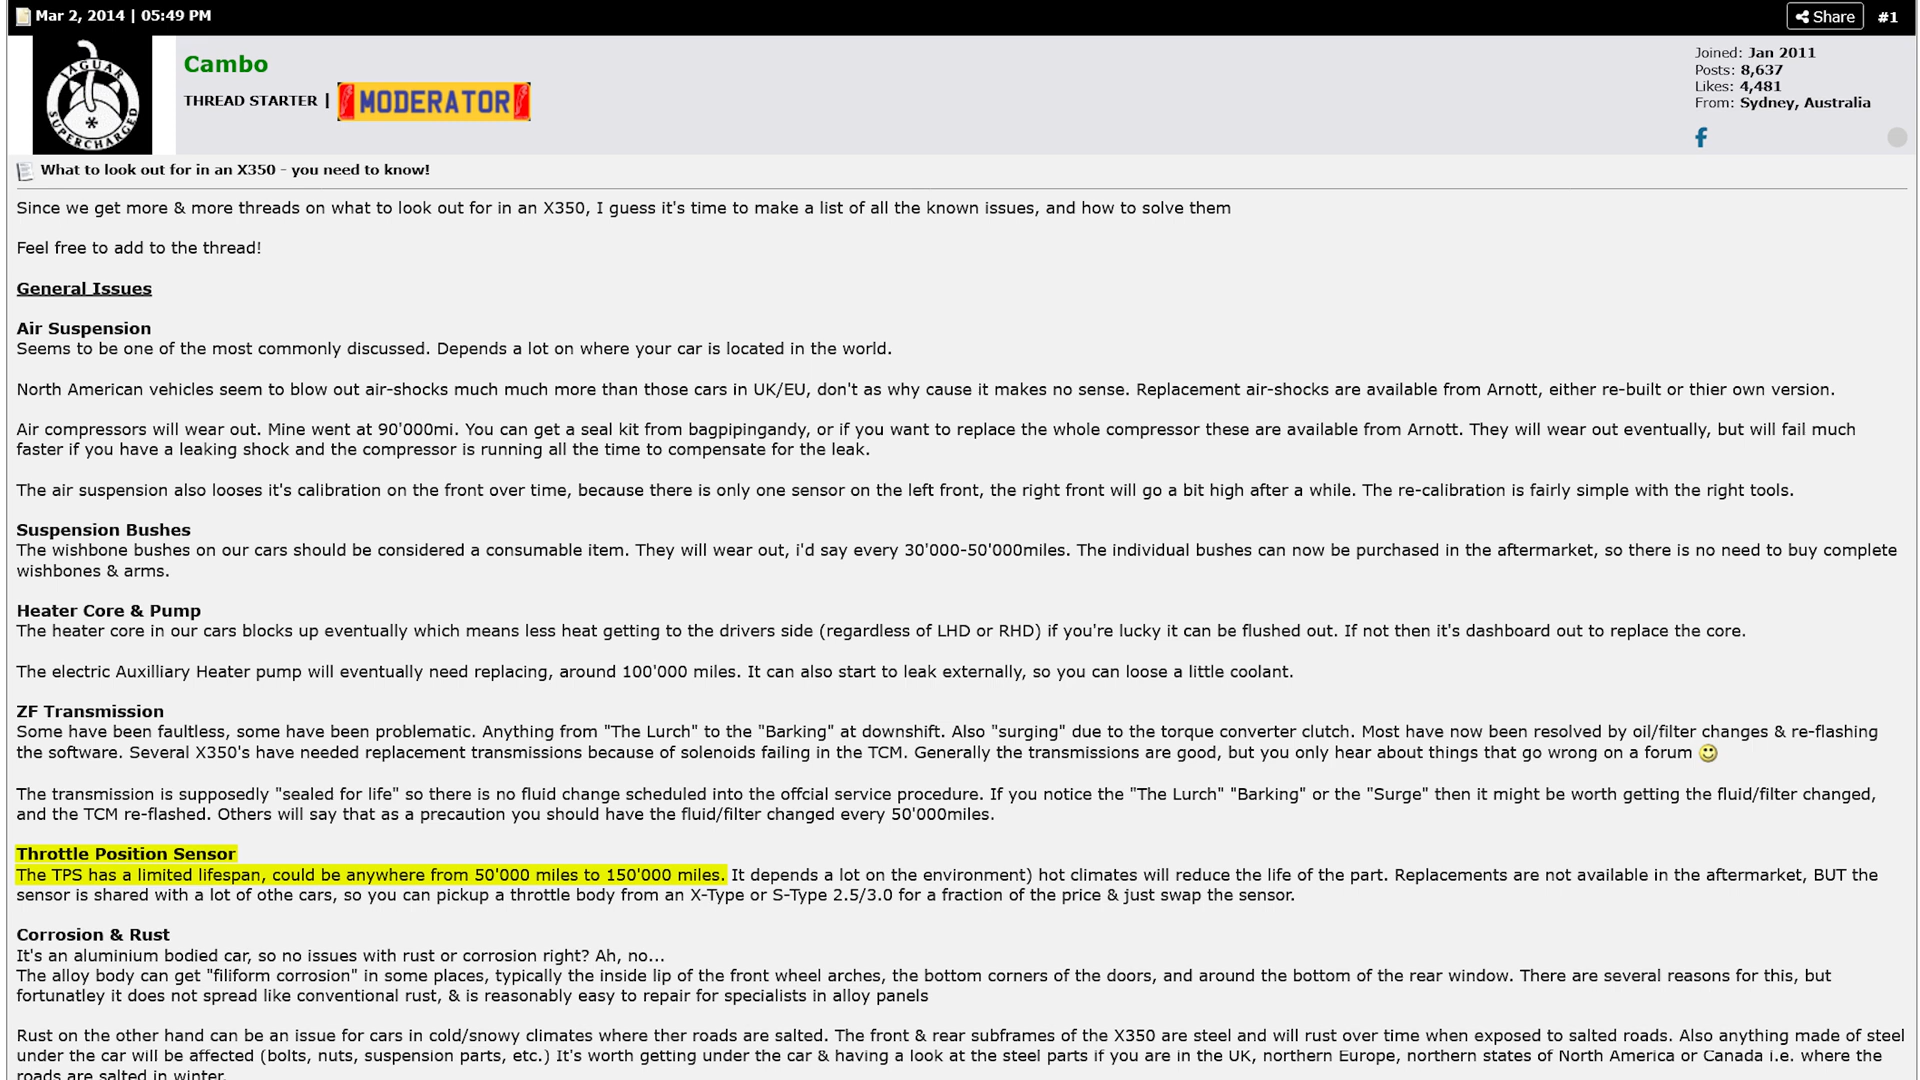 Mar 2, 2014 | 05:49 PM
Share #1
JAGUAR
SUPERCHARGED
Cambo
THREAD STARTER | MODERATOR
Joined: Jan 2011
Posts: 8,637
Likes: 4,481
From: Sydney, Australia
What to look out for in an X350 - you need to know!
Since we get more & more threads on what to look out for in an X350, I guess it's time to make a list of all the known issues, and how to solve them
Feel free to add to the thread!
General Issues
Air Suspension
Seems to be one of the most commonly discussed. Depends a lot on where your car is located in the world.
North American vehicles seem to blow out air-shocks much much more than those cars in UK/EU, don't as why cause it makes no sense. Replacement air-shocks are available from Arnott, either re-built or thier own version.
Air compressors will wear out. Mine went at 90'000mi. You can get a seal kit from bagpipingandy, or if you want to replace the whole compressor these are available from Arnott. They will wear out eventually, but will fail much
faster if you have a leaking shock and the compressor is running all the time to compensate for the leak.
The air suspension also looses it's calibration on the front over time, because there is only one sensor on the left front, the right front will go a bit high after a while. The re-calibration is fairly simple with the right tools.
Suspension Bushes
The wishbone bushes on our cars should be considered a consumable item. They will wear out, i'd say every 30'000-50'000miles. The individual bushes can now be purchased in the aftermarket, so there is no need to buy complete
wishbones & arms.
Heater Core & Pump
The heater core in our cars blocks up eventually which means less heat getting to the drivers side (regardless of LHD or RHD) if you're lucky it can be flushed out. If not then it's dashboard out to replace the core.
The electric Auxilliary Heater pump will eventually need replacing, around 100'000 miles. It can also start to leak externally, so you can loose a little coolant.
ZF Transmission
Some have been faultless, some have been problematic. Anything from "The Lurch" to the "Barking" at downshift. Also "surging" due to the torque converter clutch. Most have now been resolved by oil/filter changes & re-flashing
the software. Several X350's have needed replacement transmissions because of solenoids failing in the TCM. Generally the transmissions are good, but you only hear about things that go wrong on a forum
The transmission is supposedly "sealed for life" so there is no fluid change scheduled into the offcial service procedure. If you notice the "The Lurch" "Barking" or the "Surge" then it might be worth getting the fluid/filter changed,
and the TCM re-flashed. Others will say that as a precaution you should have the fluid/filter changed every 50'000miles.
Throttle Position Sensor
The TPS has a limited lifespan, could be anywhere from 50'000 miles to 150'000 miles. It depends a lot on the environment) hot climates will reduce the life of the part. Replacements are not available in the aftermarket, BUT the
sensor is shared with a lot of othe cars, so you can pickup a throttle body from an X-Type or S-Type 2.5/3.0 for a fraction of the price & just swap the sensor.
Corrosion & Rust
It's an aluminium bodied car, so no issues with rust or corrosion right? Ah, no...
The alloy body can get "filiform corrosion" in some places, typically the inside lip of the front wheel arches, the bottom corners of the doors, and around the bottom of the rear window. There are several reasons for this, but
fortunatley it does not spread like conventional rust, & is reasonably easy to repair for specialists in alloy panels
Rust on the other hand can be an issue for cars in cold/snowy climates where ther roads are salted. The front & rear subframes of the X350 are steel and will rust over time when exposed to salted roads. Also anything made of steel
under the car will be affected (bolts, nuts, suspension parts, etc.) It's worth getting under the car & having a look at the steel parts if you are in the UK, northern Europe, northern states of North America or Canada i.e. where the
roads are salted in winter.